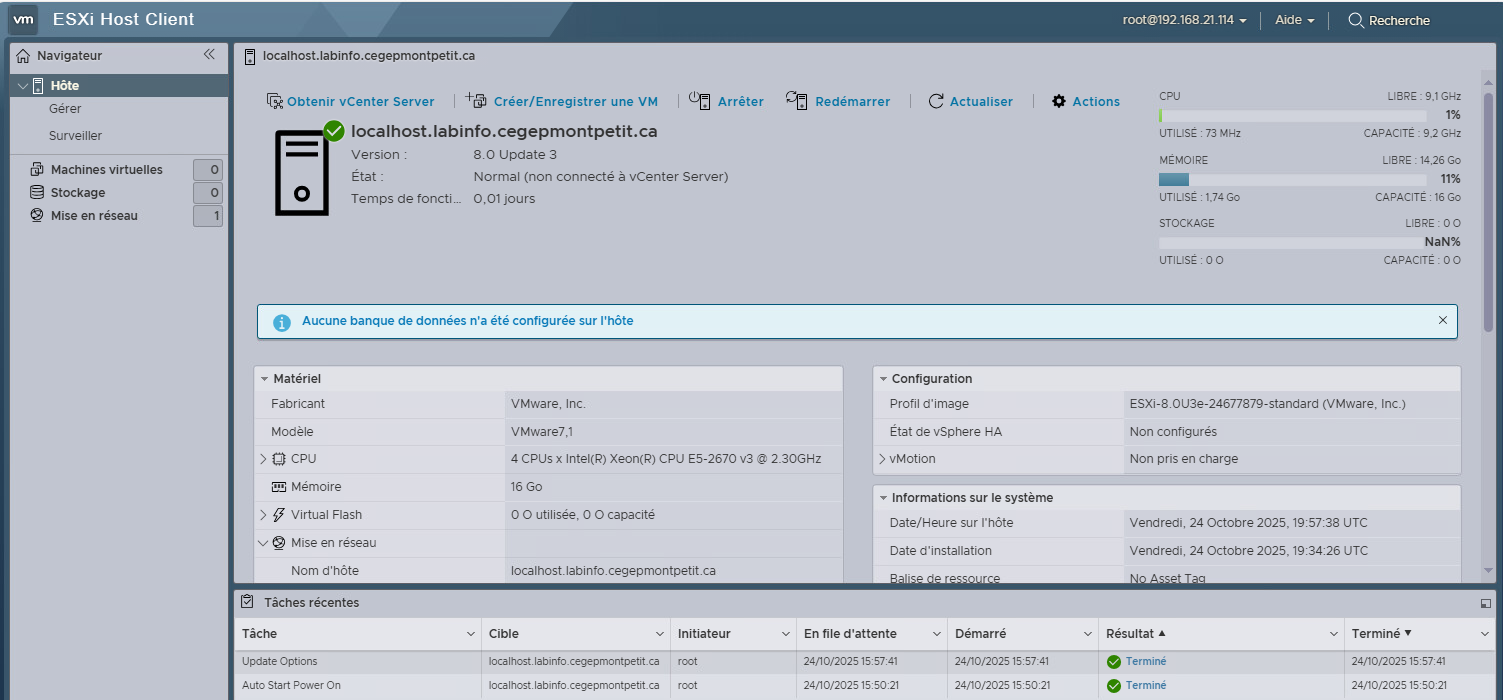 vm ESXi Host Client root@192.168.21.114 Aide Recherche
Navigateur
Hôte
Gérer
Surveiller
Machines virtuelles 0
Stockage 0
Mise en réseau 1
localhost.labinfo.cegepmontpetit.ca
Obtenir vCenter Server Créer/Enregistrer une VM Arrêter Redémarrer Actualiser Actions
localhost.labinfo.cegepmontpetit.ca
Version : 8.0 Update 3
État : Normal (non connecté à vCenter Server)
Temps de foncti... 0,01 jours
CPU LIBRE : 9,1 GHz
1%
UTILISÉ : 73 MHz CAPACITÉ : 9,2 GHz
MÉMOIRE LIBRE : 14,26 Go
11%
UTILISÉ : 1,74 Go CAPACITÉ : 16 Go
STOCKAGE LIBRE : 0 O
NaN%
UTILISÉ : 0 O CAPACITÉ : 0 O
Aucune banque de données n'a été configurée sur l'hôte
Matériel
Fabricant VMware, Inc.
Modèle VMware7,1
CPU 4 CPUs x Intel(R) Xeon(R) CPU E5-2670 v3 @ 2.30GHz
Mémoire 16 Go
Virtual Flash 0 O utilisée, 0 O capacité
Mise en réseau
Nom d'hôte localhost.labinfo.cegepmontpetit.ca
Configuration
Profil d'image ESXi-8.0U3e-24677879-standard (VMware, Inc.)
État de vSphere HA Non configurés
vMotion Non pris en charge
Informations sur le système
Date/Heure sur l'hôte Vendredi, 24 Octobre 2025, 19:57:38 UTC
Date d'installation Vendredi, 24 Octobre 2025, 19:34:26 UTC
Balise de ressource No Asset Tag
Tâches récentes
Tâche Cible Initiateur En file d'attente Démarré Résultat Terminé
Update Options localhost.labinfo.cegepmontpetit.ca root 24/10/2025 15:57:41 24/10/2025 15:57:41 Terminé 24/10/2025 15:57:41
Auto Start Power On localhost.labinfo.cegepmontpetit.ca root 24/10/2025 15:50:21 24/10/2025 15:50:21 Terminé 24/10/2025 15:50:21